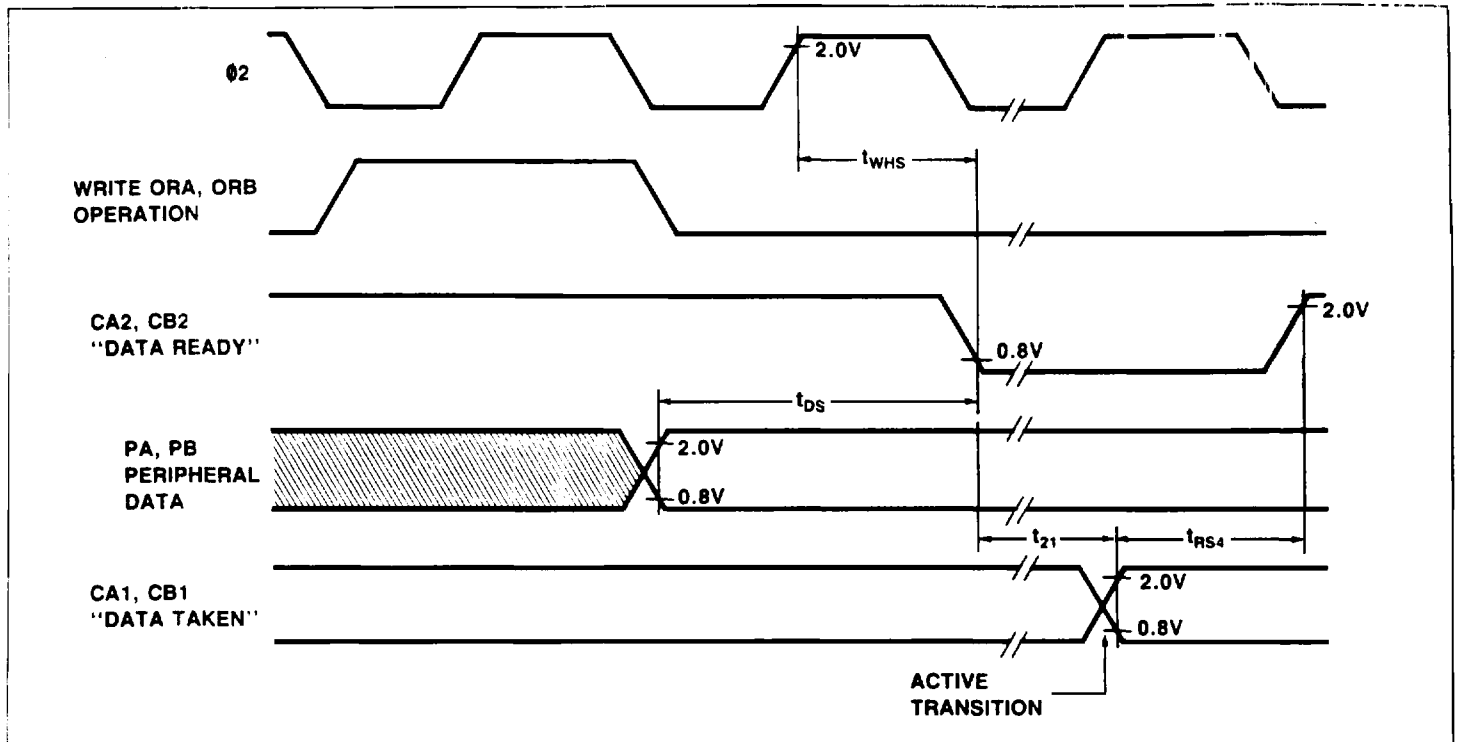 ϕ2
2.0V
tWHS
WRITE ORA, ORB
OPERATION
CA2, CB2
"DATA READY"
2.0V
0.8V
tDS
PA, PB
PERIPHERAL
DATA
2.0V
0.8V
t21
tRS4
CA1, CB1
"DATA TAKEN"
2.0V
0.8V
ACTIVE
TRANSITION